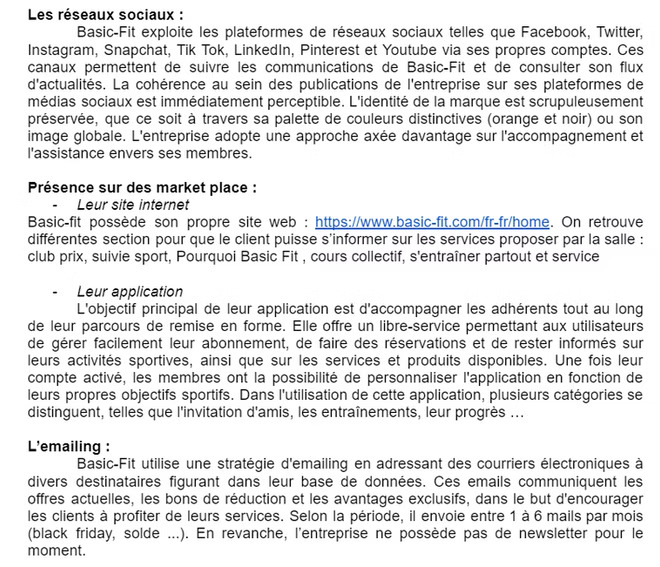 Les réseaux sociaux :
Basic-Fit exploite les plateformes de réseaux sociaux telles que Facebook, Twitter,
Instagram, Snapchat, Tik Tok, LinkedIn, Pinterest et Youtube via ses propres comptes. Ces
canaux permettent de suivre les communications de Basic-Fit et de consulter son flux
d'actualités. La cohérence au sein des publications de l'entreprise sur ses plateformes de
médias sociaux est immédiatement perceptible. L'identité de la marque est scrupuleusement
préservée, que ce soit à travers sa palette de couleurs distinctives (orange et noir) ou son
image globale. L'entreprise adopte une approche axée davantage sur l'accompagnement et
l'assistance envers ses membres.
Présence sur des market place :
- Leur site internet
Basic-fit possède son propre site web : https://www.basic-fit.com/fr-fr/home. On retrouve
différentes section pour que le client puisse s'informer sur les services proposer par la salle :
club prix, suivie sport, Pourquoi Basic Fit , cours collectif, s'entraîner partout et service
- Leur application
L'objectif principal de leur application est d'accompagner les adhérents tout au long
de leur parcours de remise en forme. Elle offre un libre-service permettant aux utilisateurs
de gérer facilement leur abonnement, de faire des réservations et de rester informés sur
leurs activités sportives, ainsi que sur les services et produits disponibles. Une fois leur
compte activé, les membres ont la possibilité de personnaliser l'application en fonction de
leurs propres objectifs sportifs. Dans l'utilisation de cette application, plusieurs catégories se
distinguent, telles que l'invitation d'amis, les entraînements, leur progrès …
L'emailing :
Basic-Fit utilise une stratégie d'emailing en adressant des courriers électroniques à
divers destinataires figurant dans leur base de données. Ces emails communiquent les
offres actuelles, les bons de réduction et les avantages exclusifs, dans le but d'encourager
les clients à profiter de leurs services. Selon la période, il envoie entre 1 à 6 mails par mois
(black friday, solde ...). En revanche, l'entreprise ne possède pas de newsletter pour le
moment.